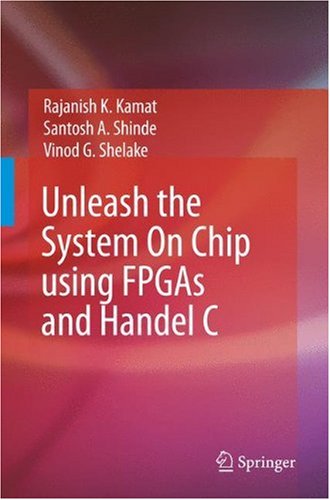 Rajanish K. Kamat
Santosh A. Shinde
Vinod G. Shelake
Unleash the
System On Chip
using FPGAs
and Handel C
Springer